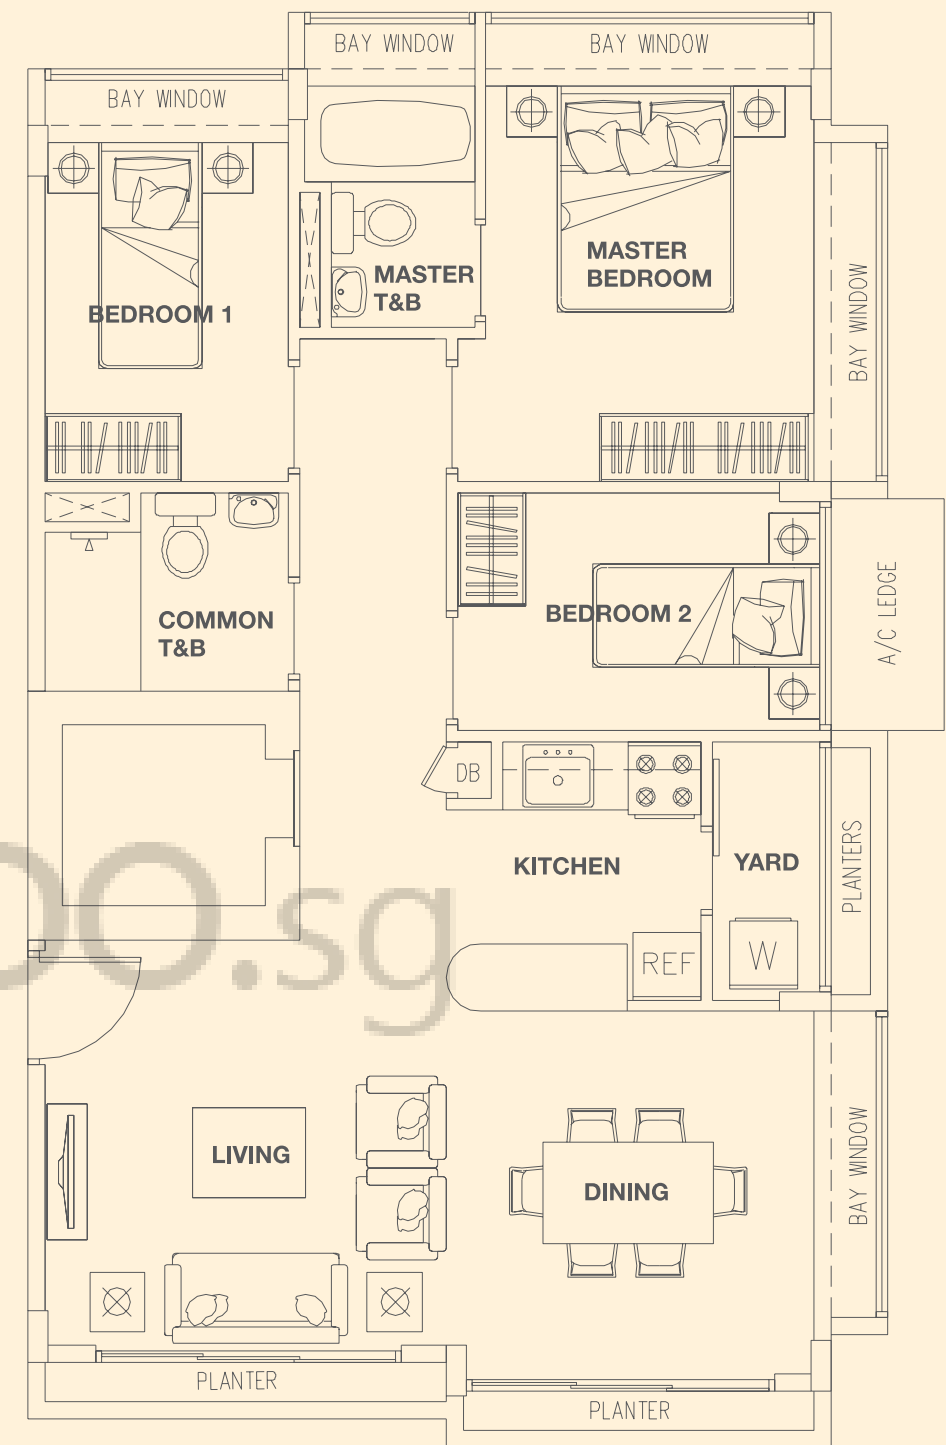 BAY WINDOW
BAY WINDOW
BAY WINDOW
MASTER
BEDROOM
MASTER
T&B
BEDROOM 1
BAY WINDOW
COMMON
T&B
BEDROOM 2
A/C LEDGE
DB
KITCHEN
YARD
PLANTERS
REF
W
oo.sg
LIVING
DINING
BAY WINDOW
PLANTER
PLANTER